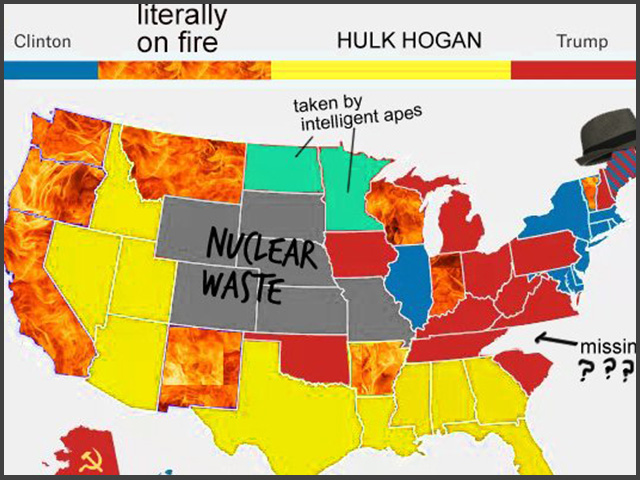 literally
on fire
Clinton
HULK HOGAN
Trump
taken by
intelligent apes
NUCLEAR
WASTE
missin
? ? ?